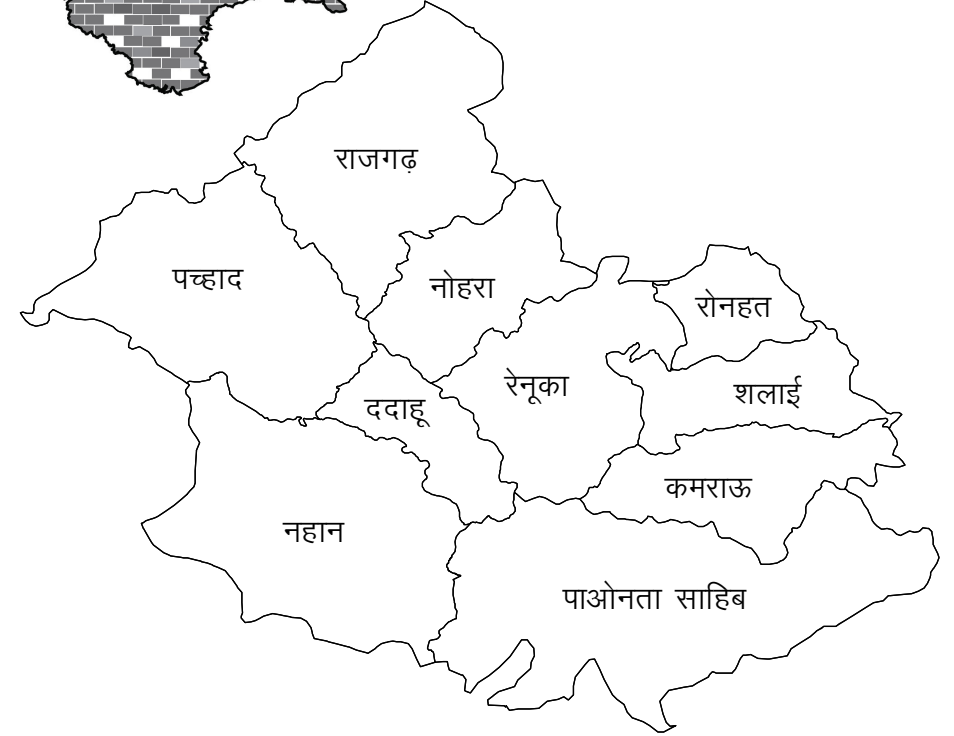 राजगढ़
पच्हाद
नोहरा
रोनहत
रेनूका
शलाई
ददाहू
कमराऊ
नहान
पाओनता साहिब